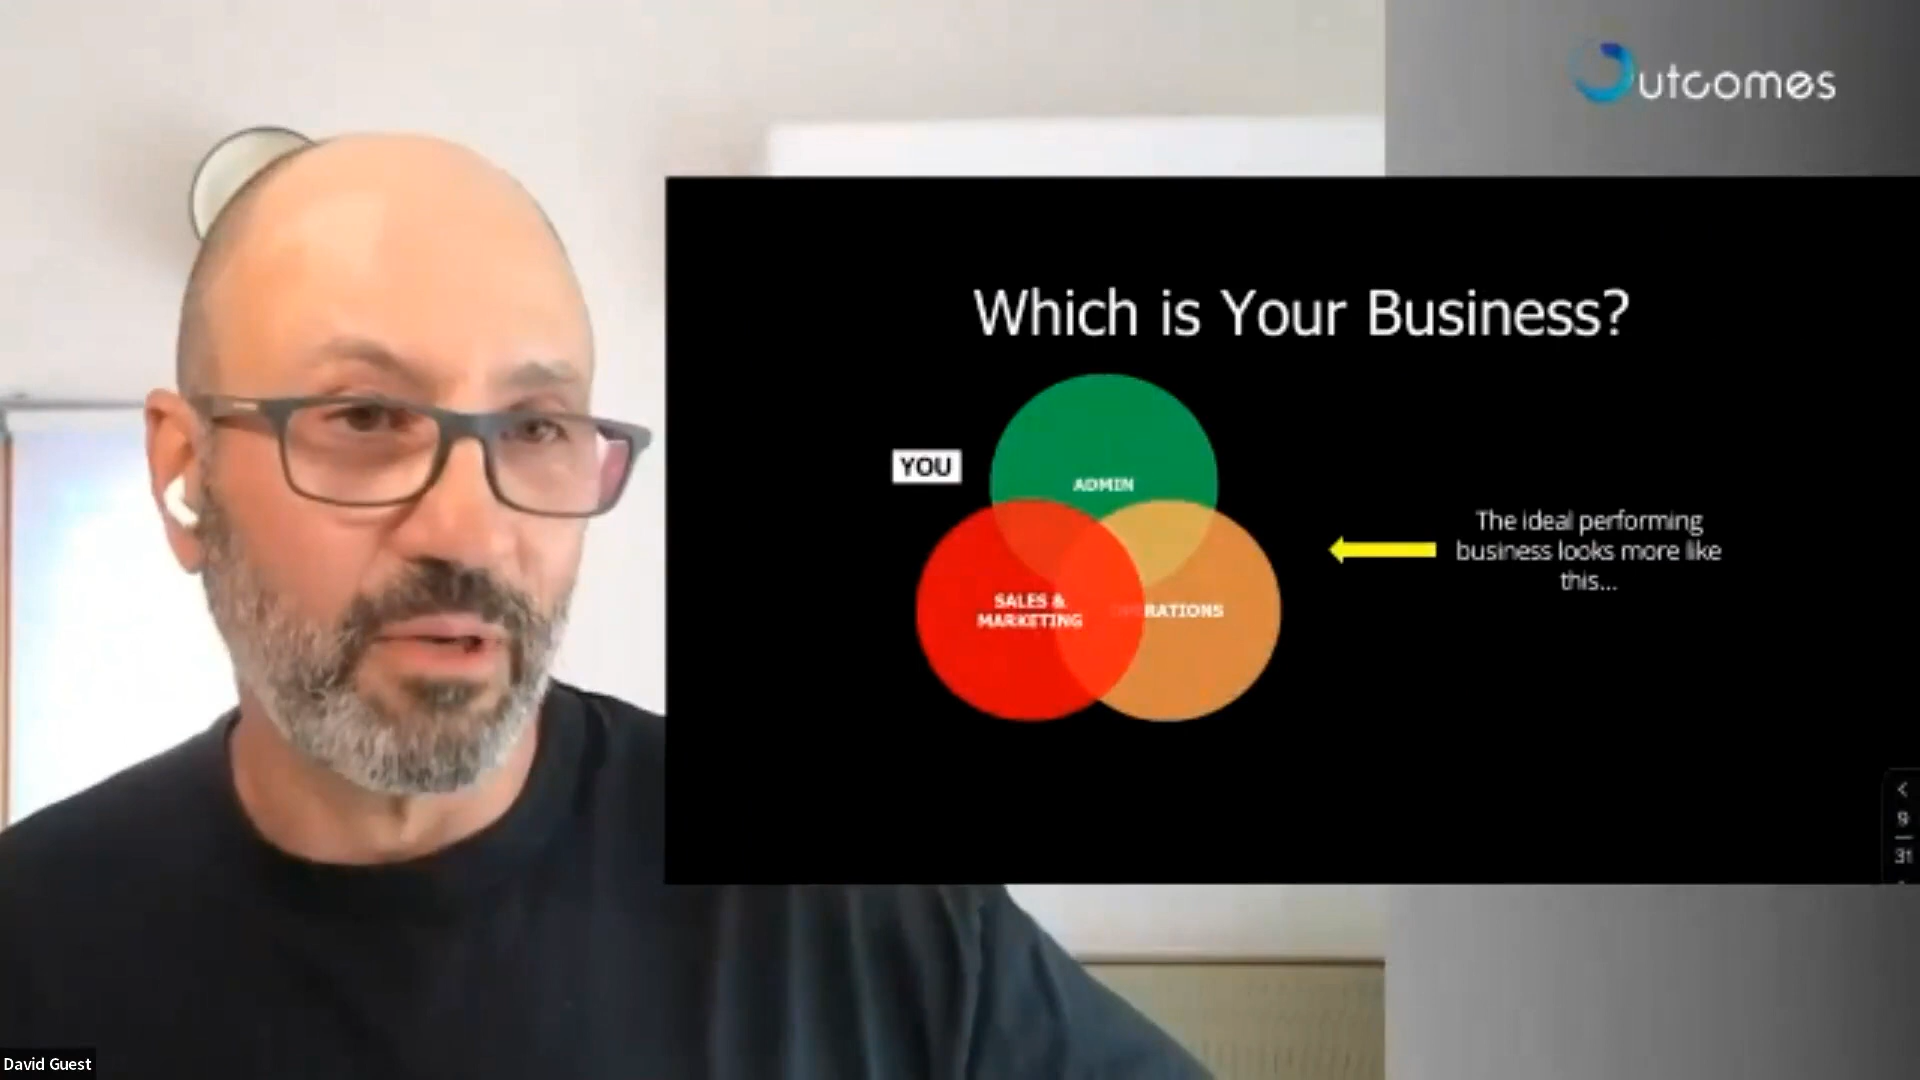 Outcomes
Which is Your Business?
YOU
ADMIN
SALES &
MARKETING
OPERATIONS
The ideal performing
business looks more like
this...
9
31
David Guest